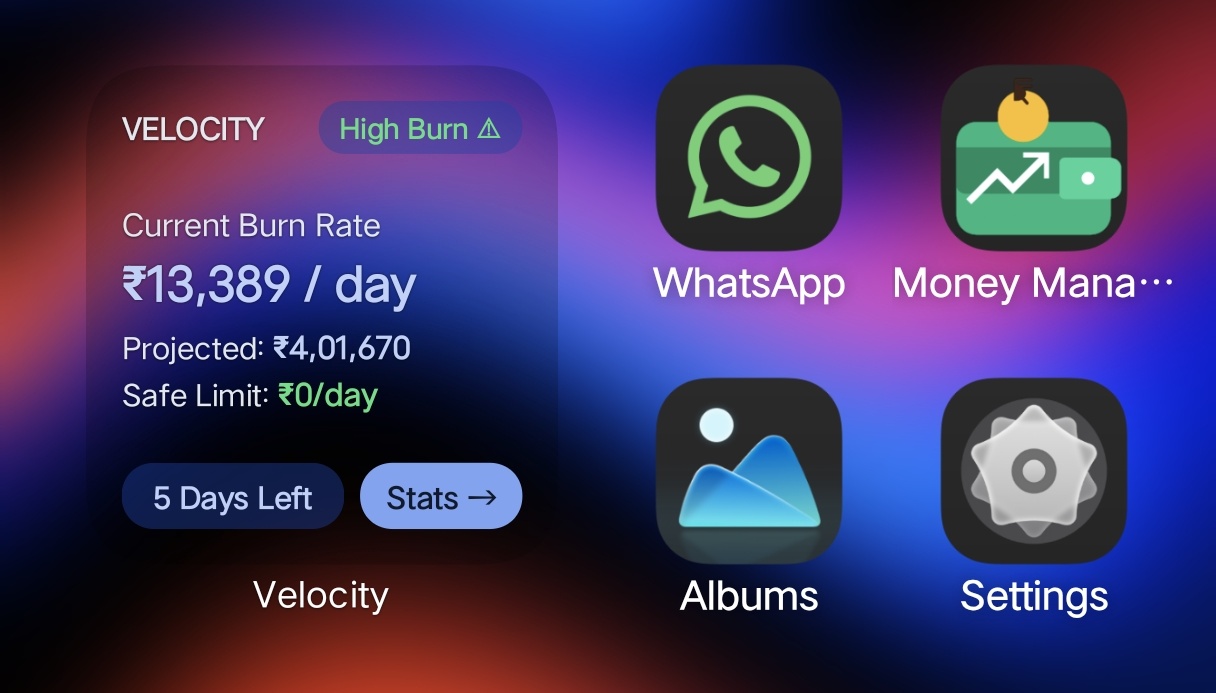 VELOCITY
High Burn ⚠
Current Burn Rate
₹13,389 / day
Projected: ₹4,01,670
Safe Limit: ₹0/day
5 Days Left
Stats →
Velocity
WhatsApp
Money Mana···
Albums
Settings